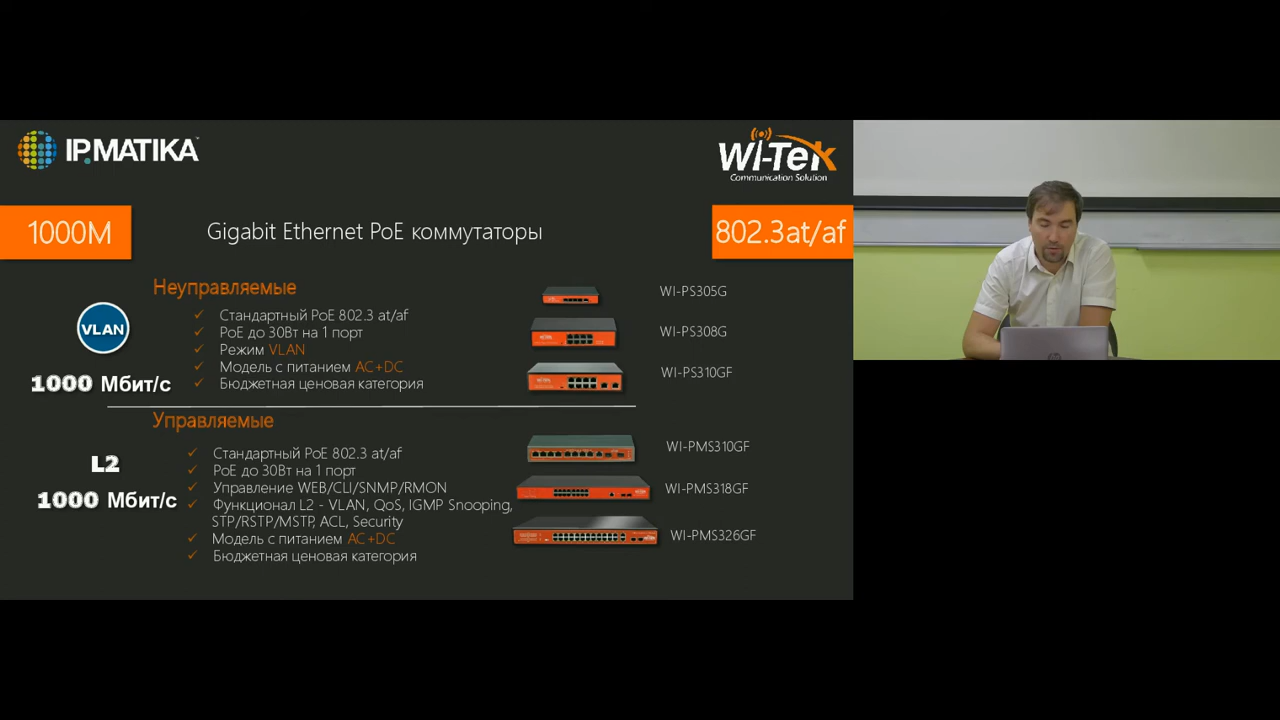 IPMATIKA
Wi-Tek
Communication Solution
1000M
Gigabit Ethernet PoE коммутаторы
802.3at/af
Неуправляемые
VLAN
1000 Мбит/с
Стандартный PoE 802.3 at/af
PoE до 30Вт на 1 порт
Режим VLAN
Модель с питанием AC+DC
Бюджетная ценовая категория
WI-PS305G
WI-PS308G
WI-PS310GF
Управляемые
L2
1000 Мбит/с
Стандартный PoE 802.3 at/af
PoE до 30Вт на 1 порт
Управление WEB/CLI/SNMP/RMON
Функционал L2 - VLAN, QoS, IGMP Snooping,
STP/RSTP/MSTP, ACL, Security
Модель с питанием AC+DC
Бюджетная ценовая категория
WI-PMS310GF
WI-PMS318GF
WI-PMS326GF